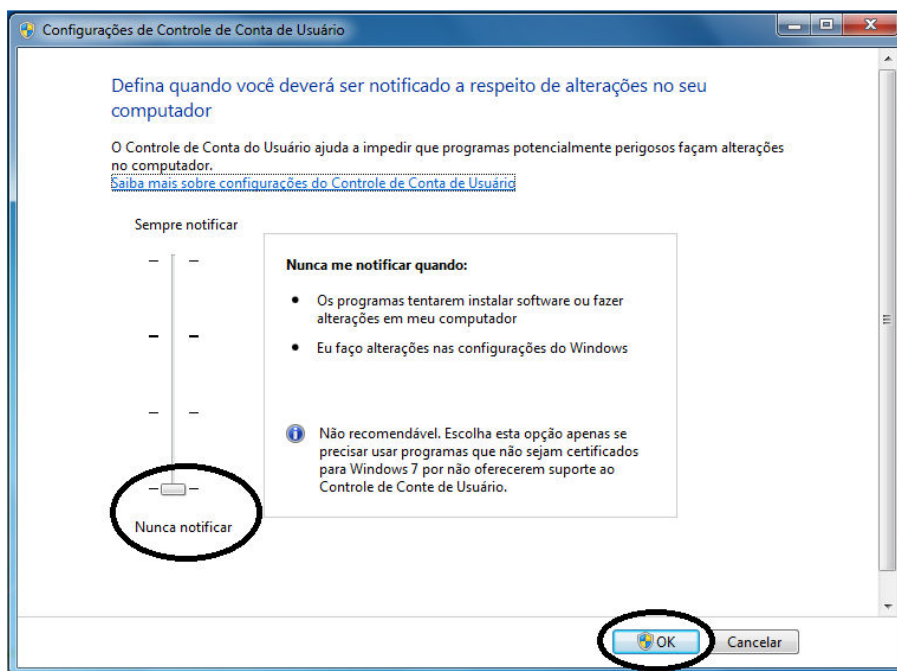 Configurações de Controle de Conta de Usuário
Defina quando você deverá ser notificado a respeito de alterações no seu
computador
O Controle de Conta do Usuário ajuda a impedir que programas potencialmente perigosos façam alterações
no computador.
Saiba mais sobre configurações do Controle de Conta de Usuário
Sempre notificar
Nunca me notificar quando:
• Os programas tentarem instalar software ou fazer
alterações em meu computador
• Eu faço alterações nas configurações do Windows
Não recomendável. Escolha esta opção apenas se
precisar usar programas que não sejam certificados
para Windows 7 por não oferecerem suporte ao
Controle de Conte de Usuário.
Nunca notificar
OK
Cancelar